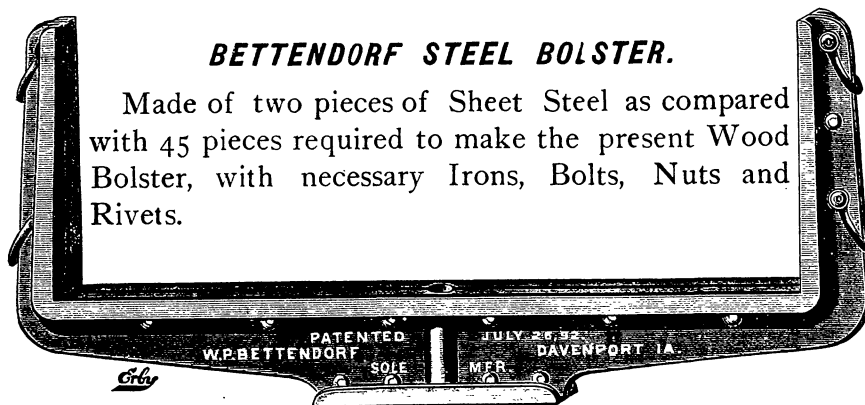 BETTENDORF STEEL BOLSTER.
Made of two pieces of Sheet Steel as compared
with 45 pieces required to make the present Wood
Bolster, with necessary Irons, Bolts, Nuts and
Rivets.
PATENTED JULY 26, 92.
W.P. BETTENDORF DAVENPORT IA.
SOLE MFR.
Erby